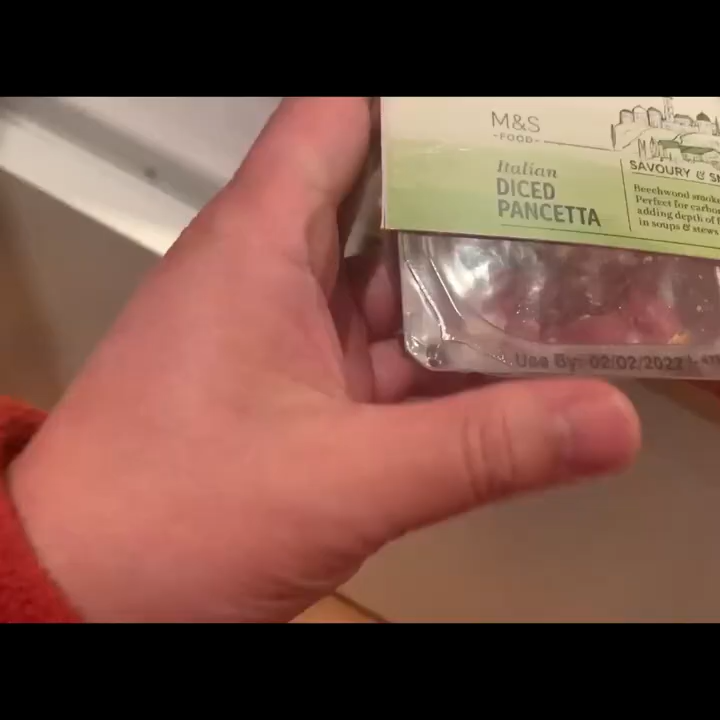 M&S
-FOOD-
Italian
DICED
PANCETTA
SAVOURY &
Beechwood
Perfect for
adding depth of
in soups & stews
Use By: 02/02/2022